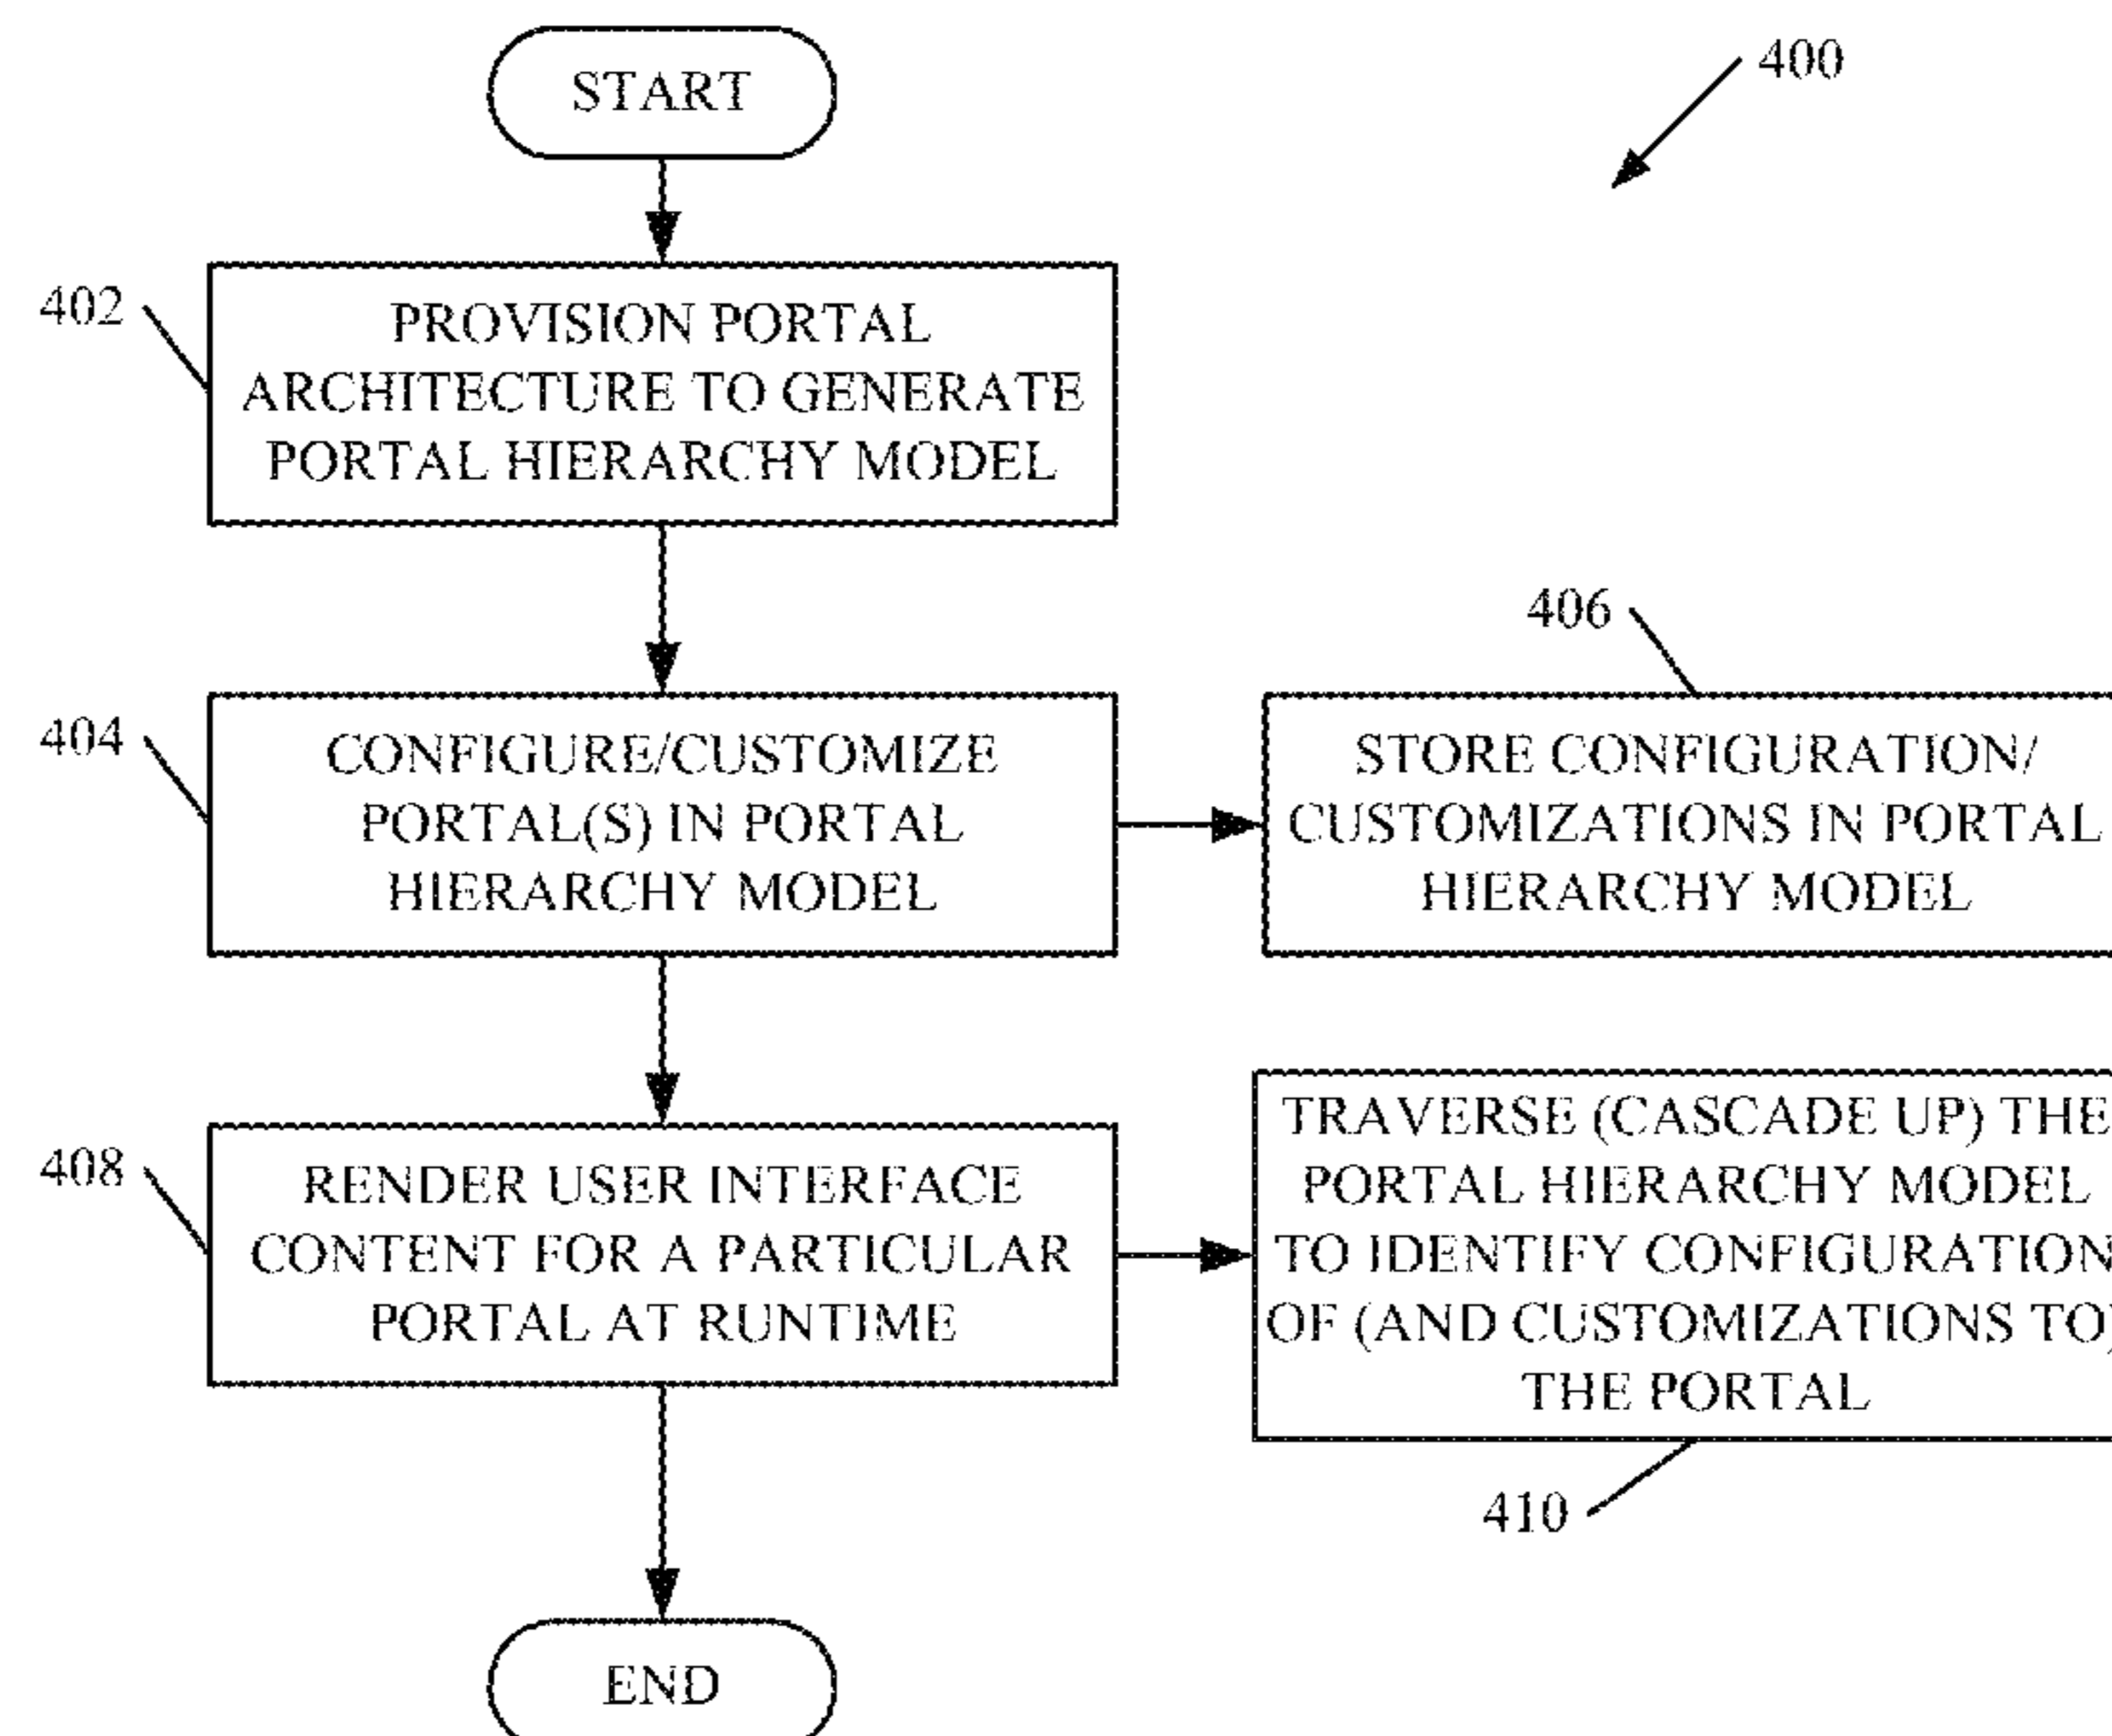 START
400
402
PROVISION PORTAL
ARCHITECTURE TO GENERATE
PORTAL HIERARCHY MODEL
406
404
CONFIGURE/CUSTOMIZE
PORTAL(S) IN PORTAL
HIERARCHY MODEL
STORE CONFIGURATION/
CUSTOMIZATIONS IN PORTAL
HIERARCHY MODEL
408
RENDER USER INTERFACE
CONTENT FOR A PARTICULAR
PORTAL AT RUNTIME
TRAVERSE (CASCADE UP) THE
PORTAL HIERARCHY MODEL
TO IDENTIFY CONFIGURATION
OF (AND CUSTOMIZATIONS TO)
THE PORTAL
410
END